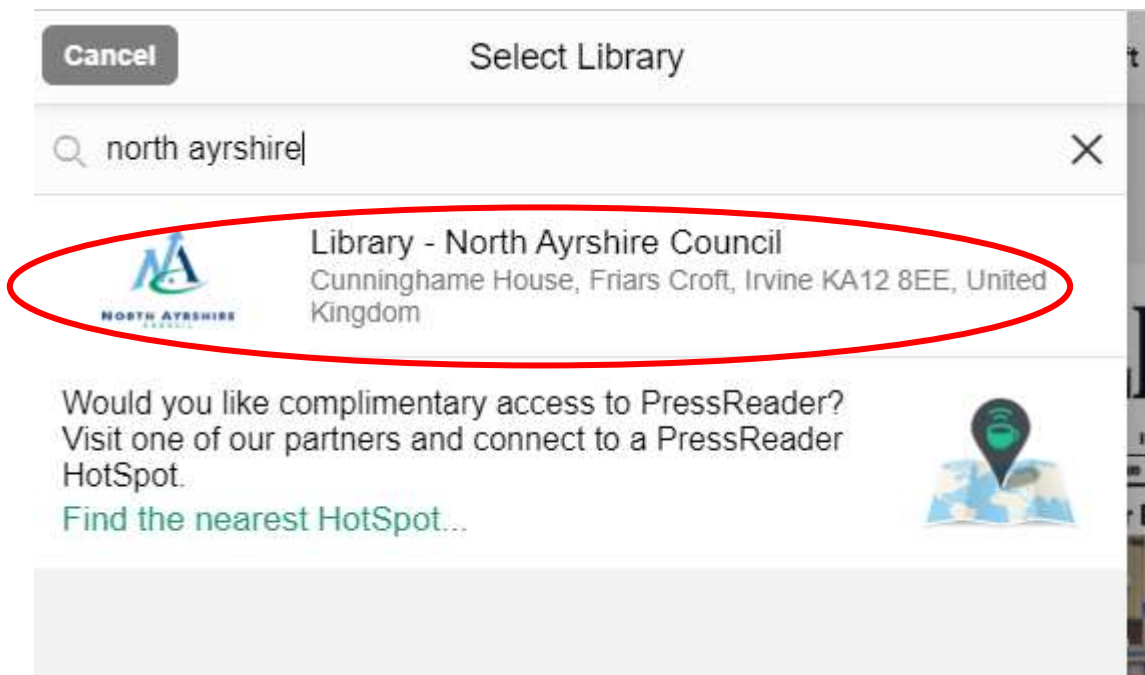 Cancel
Select Library
north ayrshire
Library - North Ayrshire Council
Cunninghame House, Friars Croft, Irvine KA12 8EE, United
Kingdom
NORTH AYRSHIRE
COUNCIL
Would you like complimentary access to PressReader?
Visit one of our partners and connect to a PressReader
HotSpot.
Find the nearest HotSpot...